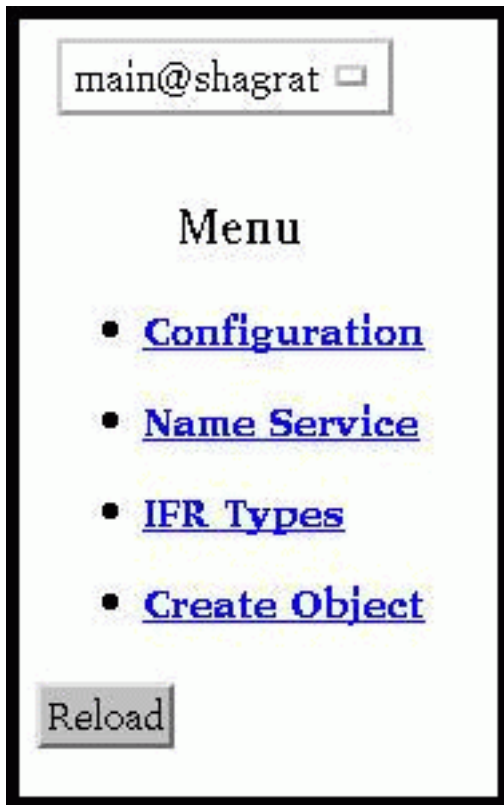 main@shagrat
Menu
Configuration
Name Service
IFR Types
Create Object
Reload